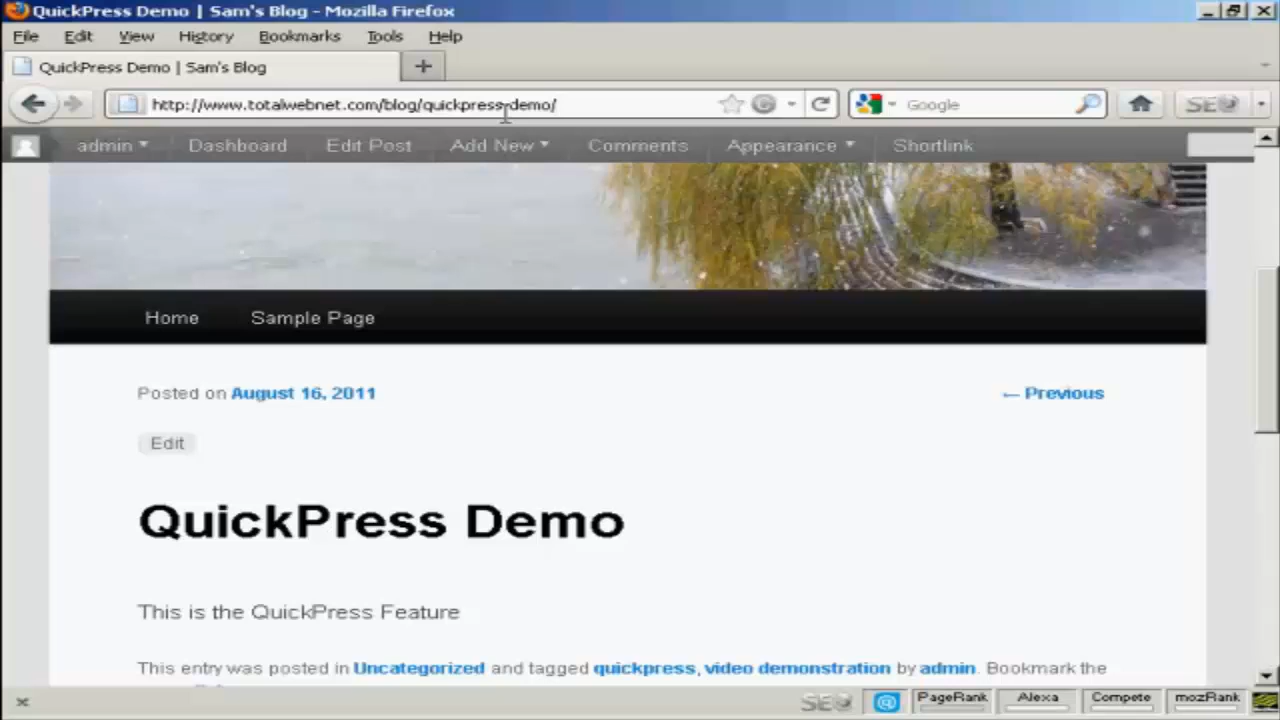 QuickPress Demo | Sam's Blog - Mozilla Firefox
File Edit View History Bookmarks Tools Help
QuickPress Demo | Sam's Blog
http://www.totalwebnet.com/blog/quickpress-demo/ Google SEO
admin Dashboard Edit Post Add New Comments Appearance Shortlink
Home Sample Page
Posted on August 16, 2011 ← Previous
Edit
QuickPress Demo
This is the QuickPress Feature
This entry was posted in Uncategorized and tagged quickpress, video demonstration by admin. Bookmark the
SEO PageRank Alexa Compete mozRank